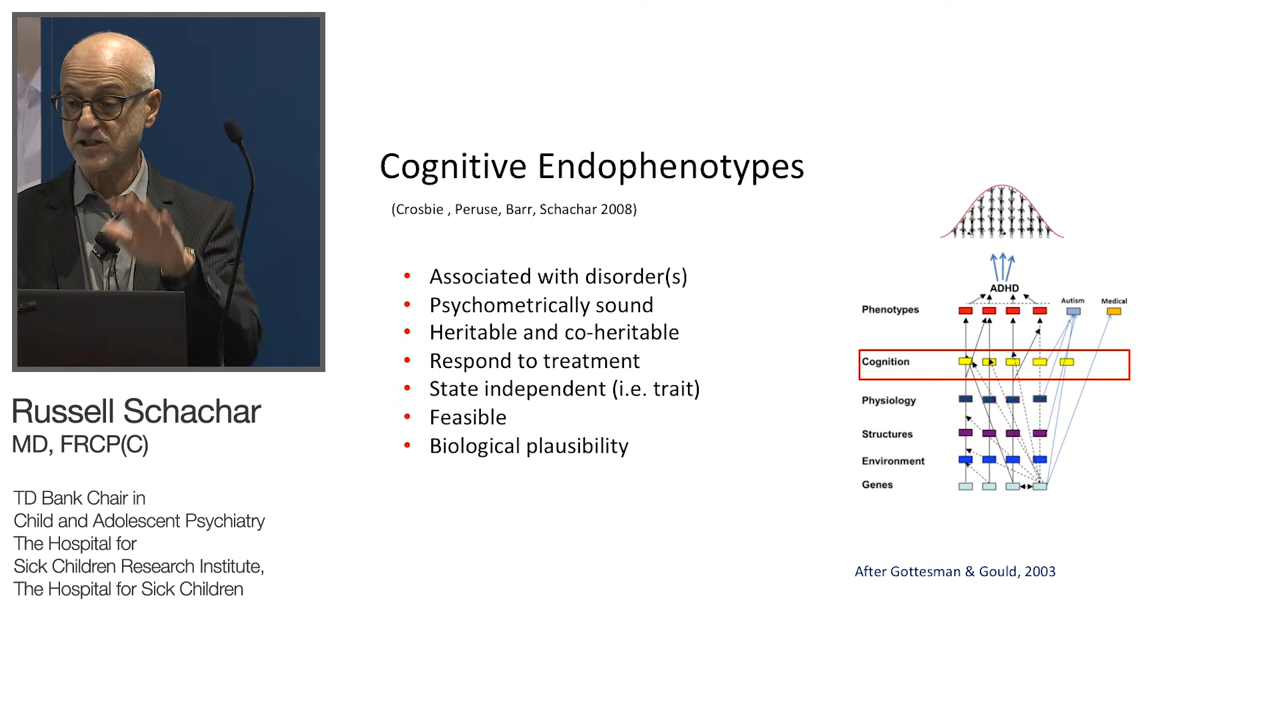 Cognitive Endophenotypes
(Crosbie , Peruse, Barr, Schachar 2008)
• Associated with disorder(s)
• Psychometrically sound
• Heritable and co-heritable
• Respond to treatment
• State independent (i.e. trait)
• Feasible
• Biological plausibility
ADHD
Autism
Medical
Phenotypes
Cognition
Physiology
Structures
Environment
Genes
After Gottesman & Gould, 2003
Russell Schachar
MD, FRCP(C)
TD Bank Chair in
Child and Adolescent Psychiatry
The Hospital for
Sick Children Research Institute,
The Hospital for Sick Children